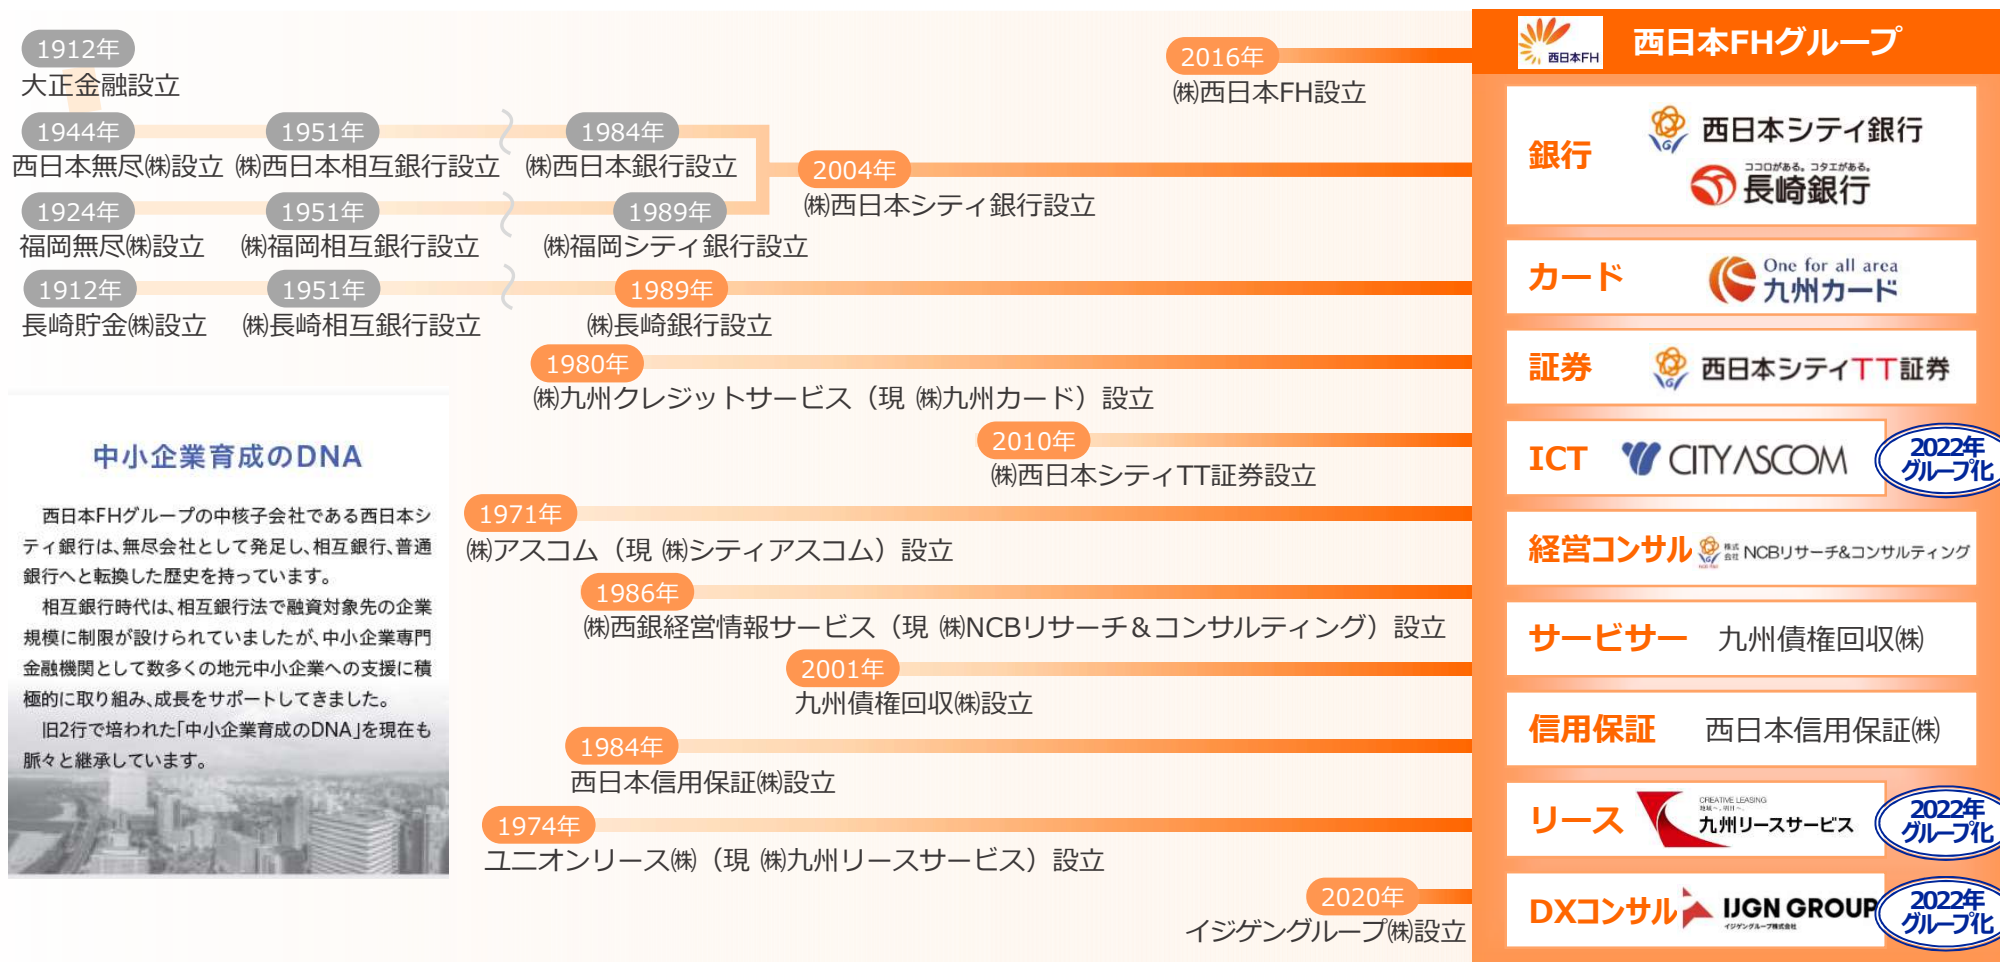 1912年
大正金融設立
1944年
西日本無尽㈱設立
1951年
㈱西日本相互銀行設立
1984年
㈱西日本銀行設立
1924年
福岡無尽㈱設立
1951年
㈱福岡相互銀行設立
1989年
㈱福岡シティ銀行設立
2004年
㈱西日本シティ銀行設立
1912年
長崎貯金㈱設立
1951年
㈱長崎相互銀行設立
1989年
㈱長崎銀行設立
2016年
㈱西日本FH設立
1980年
㈱九州クレジットサービス（現 ㈱九州カード）設立
2010年
㈱西日本シティTT証券設立
1971年
㈱アスコム（現 ㈱シティアスコム）設立
1986年
㈱西銀経営情報サービス（現 ㈱NCBリサーチ＆コンサルティング）設立
2001年
九州債権回収㈱設立
1984年
西日本信用保証㈱設立
1974年
ユニオンリース㈱（現 ㈱九州リースサービス）設立
2020年
イジゲングループ㈱設立
中小企業育成のDNA
西日本FHグループの中核子会社である西日本シ
ティ銀行は、無尽会社として発足し、相互銀行、普通
銀行へと転換した歴史を持っています。
相互銀行時代は、相互銀行法で融資対象先の企業
規模に制限が設けられていましたが、中小企業専門
金融機関として数多くの地元中小企業への支援に積
極的に取り組み、成長をサポートしてきました。
旧2行で培われた「中小企業育成のDNA」を現在も
脈々と継承しています。
西日本FH
西日本FHグループ
銀行
西日本シティ銀行
ココロがある。コタエがある。
長崎銀行
カード
One for all area
九州カード
証券
西日本シティTT証券
ICT
CITY ASCOM
2022年
グループ化
経営コンサル
株式
会社 NCBリサーチ&コンサルティング
サービサー
九州債権回収㈱
信用保証
西日本信用保証㈱
リース
CREATIVE LEASING
九州リースサービス
2022年
グループ化
DXコンサル
IJGN GROUP
イジゲングループ株式会社
2022年
グループ化